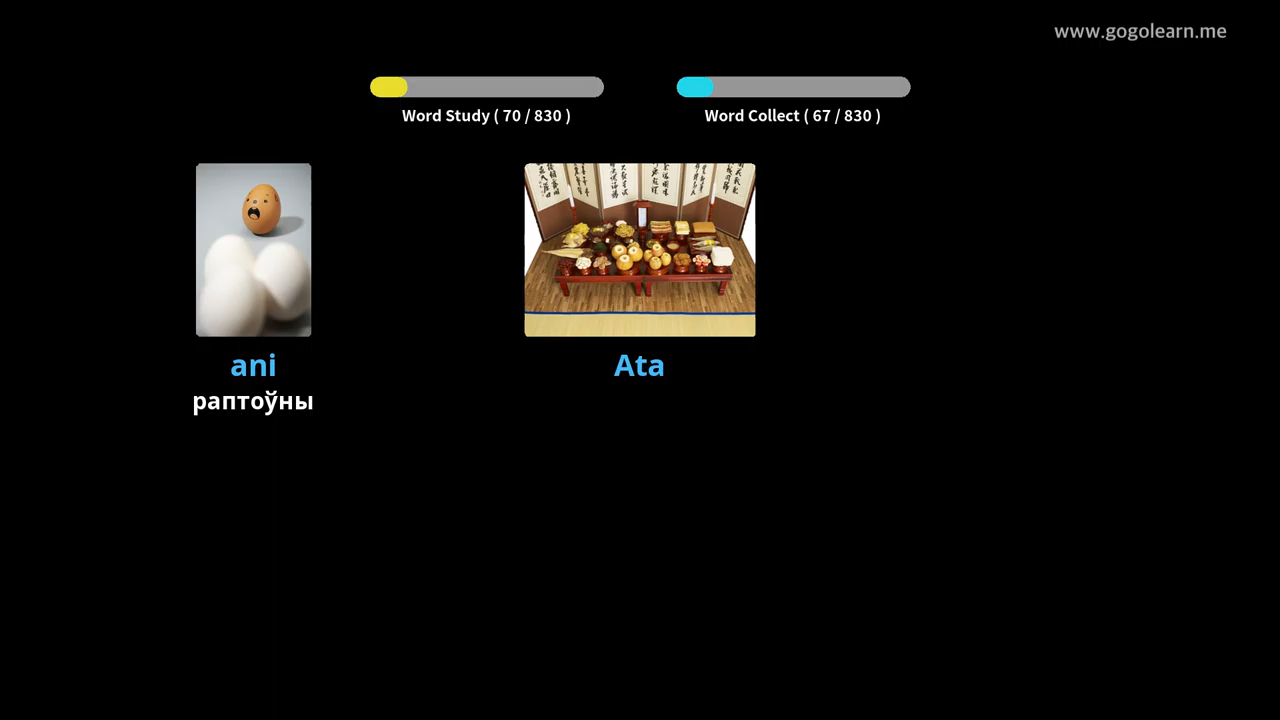 www.gogolearn.me
Word Study ( 70 / 830 )
Word Collect ( 67 / 830 )
ani
раптоўны
Ata